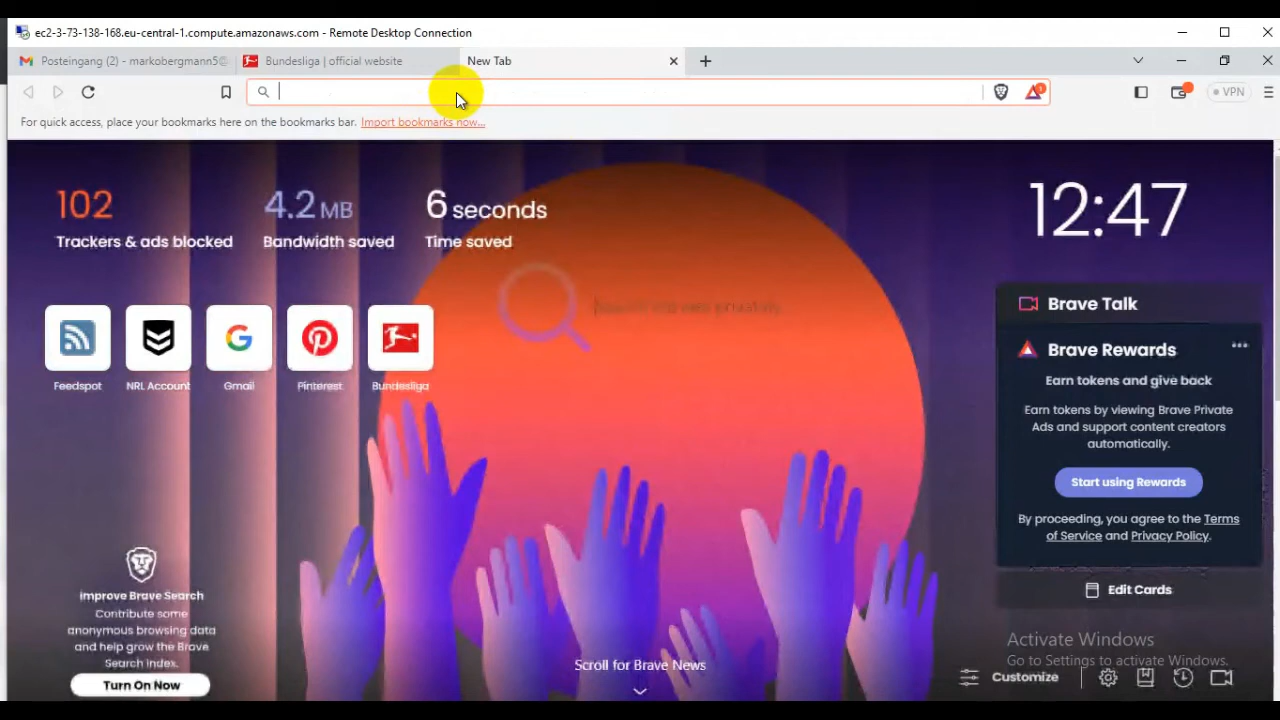 ec2-3-73-138-168.eu-central-1.compute.amazonaws.com - Remote Desktop Connection
Posteingang (2) - markobergmann5@
Bundesliga | official website
New Tab
VPN
For quick access, place your bookmarks here on the bookmarks bar. Import bookmarks now...
102
Trackers & ads blocked
4.2 MB
Bandwidth saved
6 seconds
Time saved
12:47
Feedspot
NRL Account
Gmail
Pinterest
Bundesliga
Brave Talk
Brave Rewards
Earn tokens and give back
Earn tokens by viewing Brave Private
Ads and support content creators
automatically.
Start using Rewards
By proceeding, you agree to the Terms
of Service and Privacy Policy.
Edit Cards
Improve Brave Search
Contribute some
anonymous browsing data
and help grow the Brave
Search Index.
Turn On Now
Scroll for Brave News
Activate Windows
Go to Settings to activate Windows.
Customize